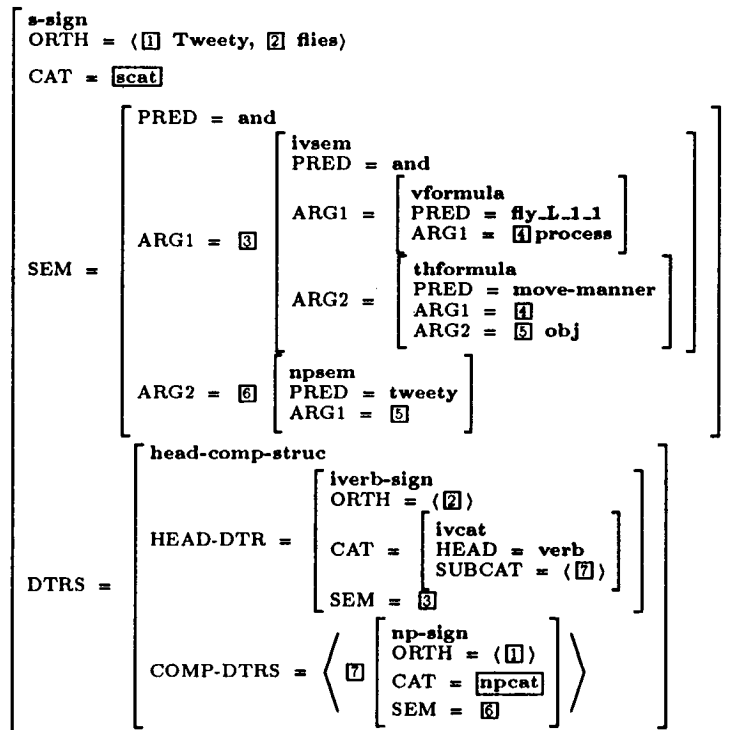 s-sign
ORTH = ⟨ 1 Tweety, 2 flies⟩
CAT = scat
PRED = and
ivsem
PRED = and
vformula
ARG1 = PRED = fly_L_1_1
ARG1 = 4 process
ARG1 = 3
SEM =
thformula
PRED = move-manner
ARG2 = ARG1 = 4
ARG2 = 5 obj
npsem
ARG2 = 6 PRED = tweety
ARG1 = 5
head-comp-struc
iverb-sign
ORTH = ⟨ 2 ⟩
ivcat
HEAD-DTR = CAT = HEAD = verb
SUBCAT = ⟨ 7 ⟩
DTRS =
SEM = 3
np-sign
ORTH = ⟨ 1 ⟩
COMP-DTRS = ⟨ 7 CAT = npcat ⟩
SEM = 6